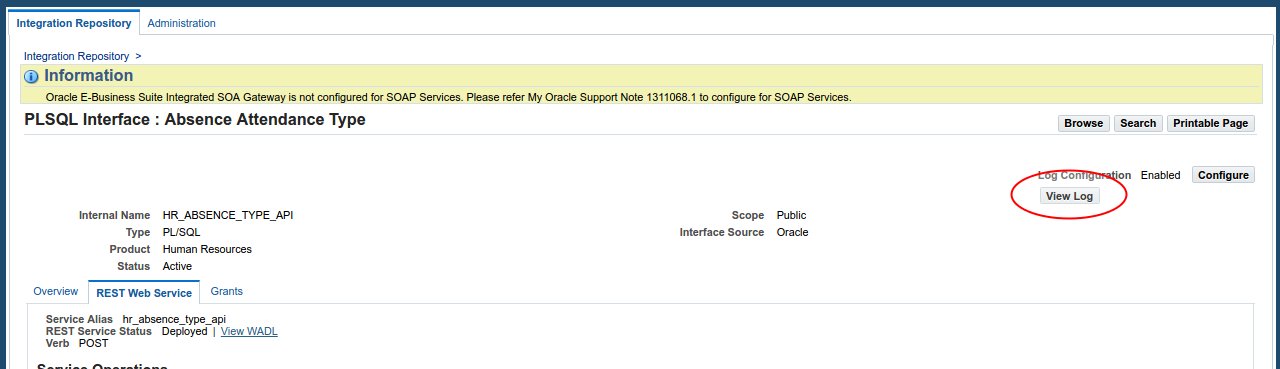 Integration Repository Administration
Integration Repository >
Information
Oracle E-Business Suite Integrated SOA Gateway is not configured for SOAP Services. Please refer My Oracle Support Note 1311068.1 to configure for SOAP Services.
PLSQL Interface : Absence Attendance Type
Browse Search Printable Page
Log Configuration Enabled Configure
View Log
Internal Name HR_ABSENCE_TYPE_API Scope Public
Type PL/SQL Interface Source Oracle
Product Human Resources
Status Active
Overview REST Web Service Grants
Service Alias hr_absence_type_api
REST Service Status Deployed | View WADL
Verb POST
Service Operations